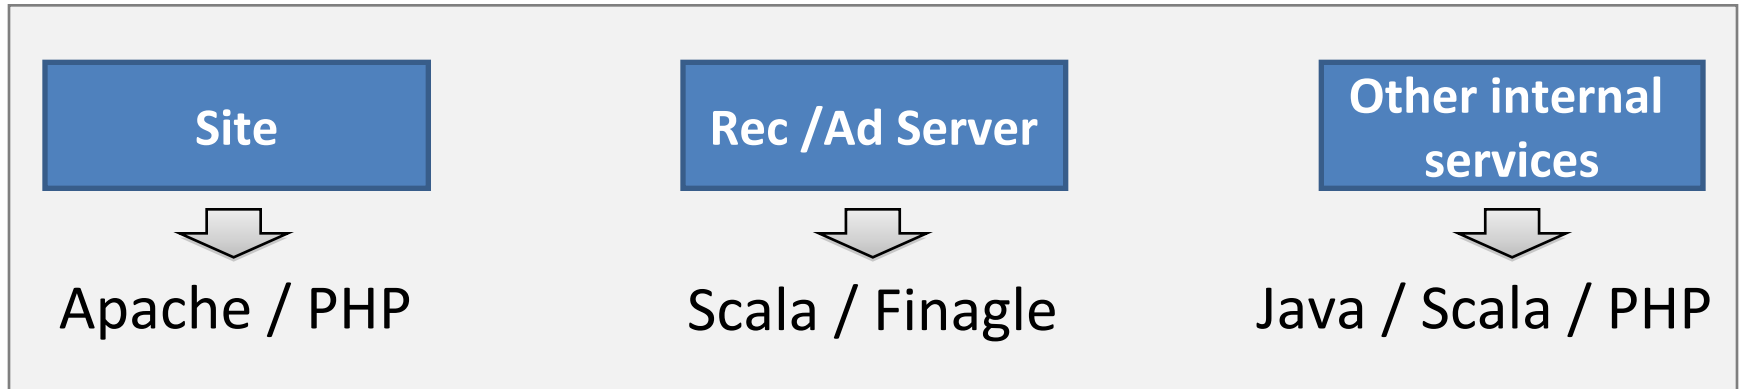 Site
Rec /Ad Server
Other internal
services
Apache / PHP
Scala / Finagle
Java / Scala / PHP